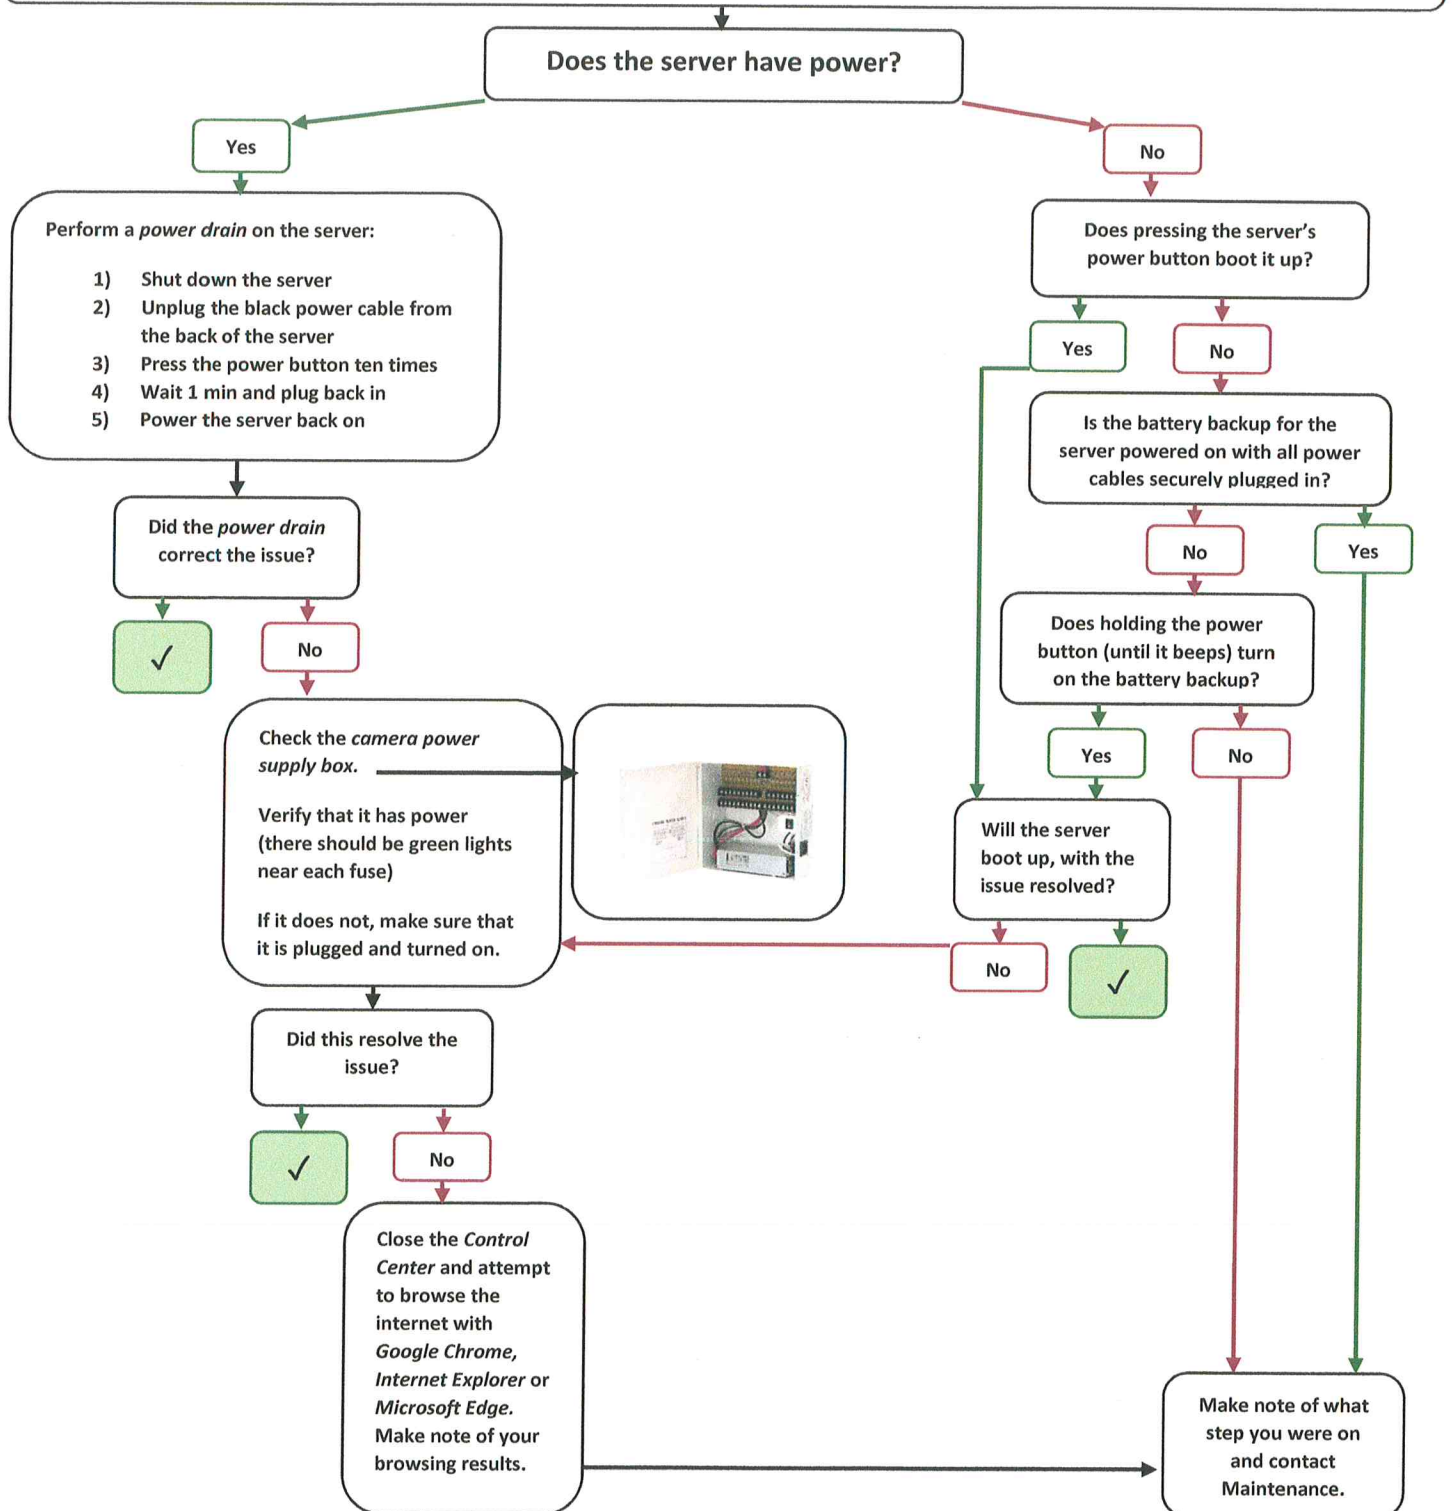 Does the server have power?
Yes
No
Perform a power drain on the server:
1) Shut down the server
2) Unplug the black power cable from
the back of the server
3) Press the power button ten times
4) Wait 1 min and plug back in
5) Power the server back on
Does pressing the server's
power button boot it up?
Yes
No
Is the battery backup for the
server powered on with all power
cables securely plugged in?
No
Yes
Did the power drain
correct the issue?
✓
No
Does holding the power
button (until it beeps) turn
on the battery backup?
Yes
No
Check the camera power
supply box.
Verify that it has power
(there should be green lights
near each fuse)
If it does not, make sure that
it is plugged and turned on.
Will the server
boot up, with the
issue resolved?
No
✓
Did this resolve the
issue?
✓
No
Close the Control
Center and attempt
to browse the
internet with
Google Chrome,
Internet Explorer or
Microsoft Edge.
Make note of your
browsing results.
Make note of what
step you were on
and contact
Maintenance.